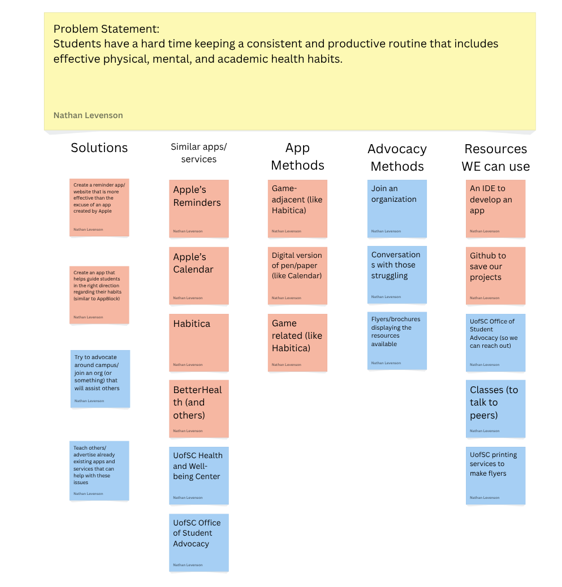 Problem Statement:
Students have a hard time keeping a consistent and productive routine that includes
effective physical, mental, and academic health habits.
Nathan Levenson
Solutions
Create a reminder app/
website that is more
effective than the
excuse of an app
created by Apple
Nathan Levenson
Create an app that
helps guide students
in the right direction
regarding their habits
(similar to AppBlock)
Nathan Levenson
Try to advocate
around campus/
join an org (or
something) that
will assist others
Nathan Levenson
Teach others/
advertise already
existing apps and
services that can
help with these
issues
Nathan Levenson
Similar apps/
services
Apple's
Reminders
Nathan Levenson
Apple's
Calendar
Nathan Levenson
Habitica
Nathan Levenson
BetterHeal
th (and
others)
Nathan Levenson
UofSC Health
and Well-
being Center
Nathan Levenson
UofSC Office
of Student
Advocacy
Nathan Levenson
App
Methods
Game-
adjacent (like
Habitica)
Nathan Levenson
Digital version
of pen/paper
(like Calendar)
Nathan Levenson
Game
related (like
Habitica)
Nathan Levenson
Advocacy
Methods
Join an
organization
Nathan Levenson
Conversation
s with those
struggling
Nathan Levenson
Flyers/brochures
displaying the
resources
available
Nathan Levenson
Resources
WE can use
An IDE to
develop an
app
Nathan Levenson
Github to
save our
projects
Nathan Levenson
UofSC Office of
Student
Advocacy (so we
can reach out)
Nathan Levenson
Classes (to
talk to
peers)
Nathan Levenson
UofSC printing
services to
make flyers
Nathan Levenson